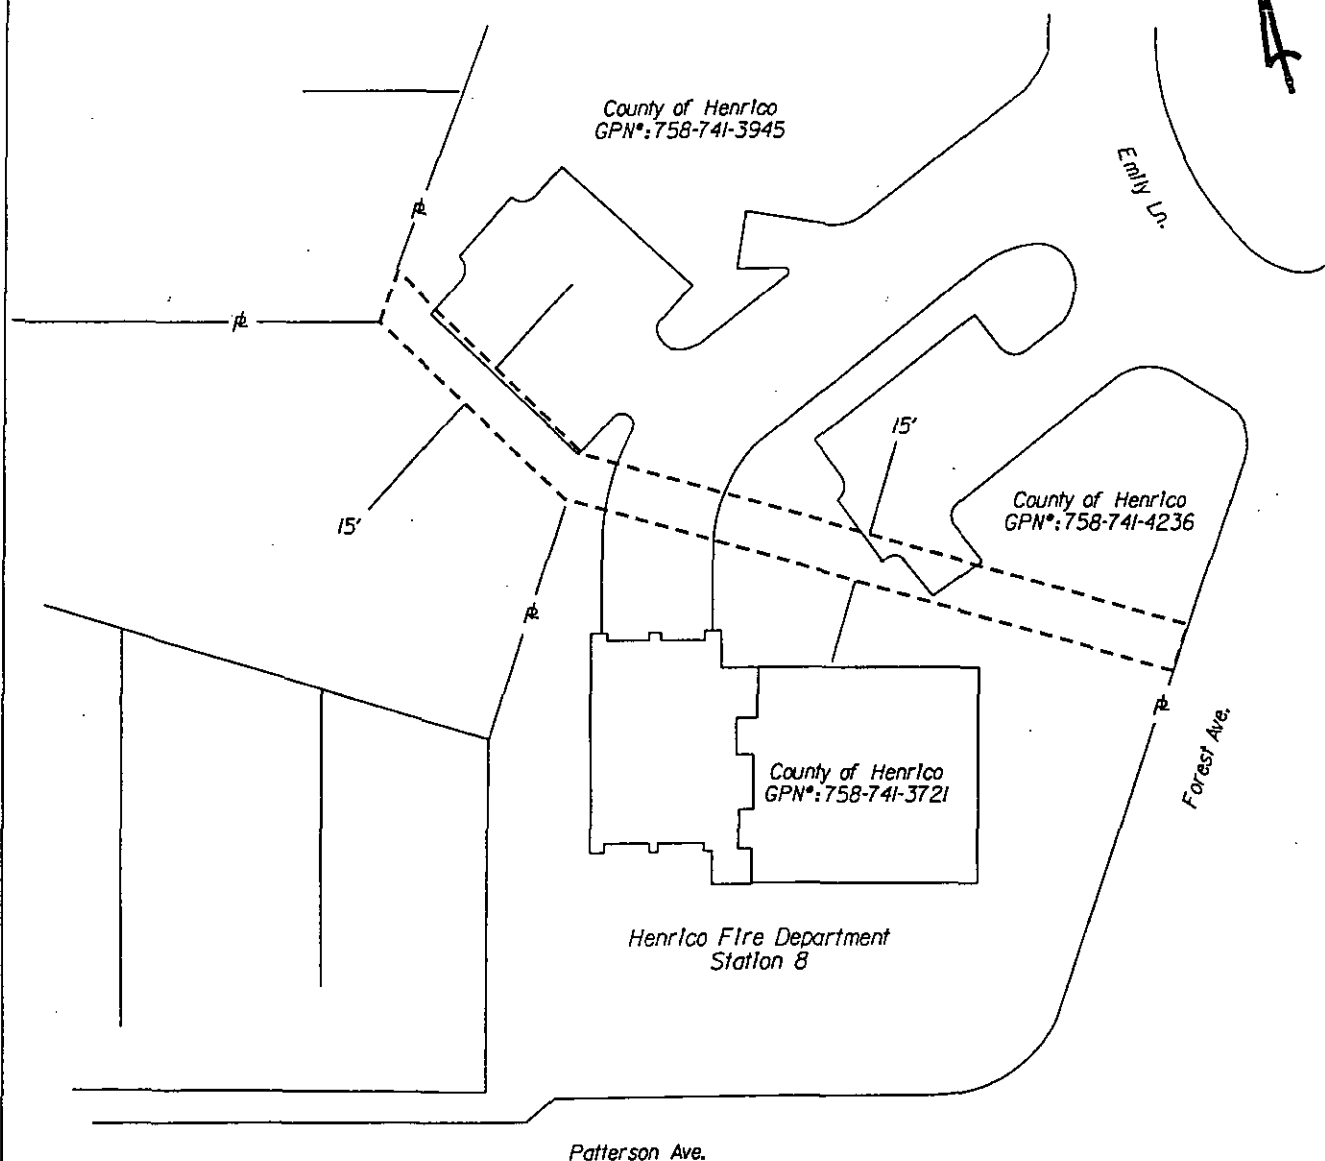 County of Henrico
GPN°:758-741-3945
Emily Ln.
15'
County of Henrico
GPN°:758-741-4236
15'
Forest Ave.
County of Henrico
GPN°:758-741-3721
Henrico Fire Department
Station 8
Patterson Ave.